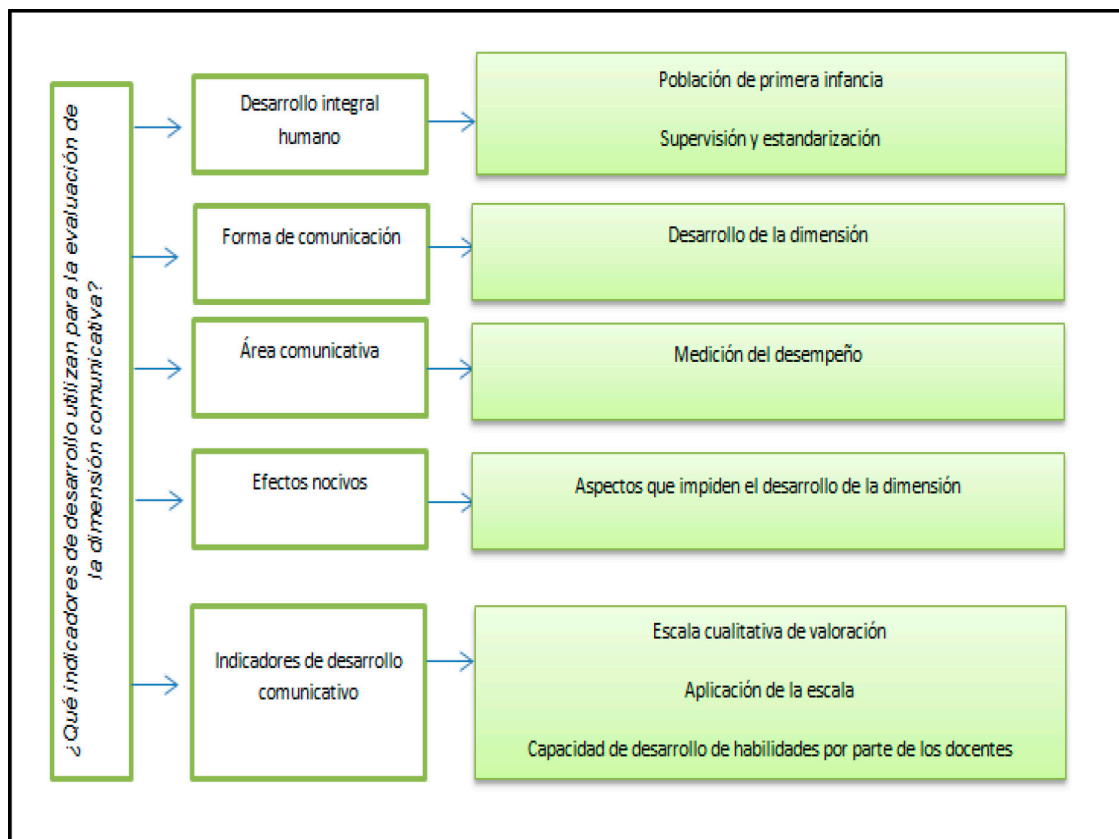 ¿Qué indicadores de desarrollo utilizan para la evaluación de
la dimensión comunicativa?
Desarrollo integral
humano
Población de primera infancia
Supervisión y estandarización
Forma de comunicación
Desarrollo de la dimensión
Área comunicativa
Medición del desempeño
Efectos nocivos
Aspectos que impiden el desarrollo de la dimensión
Indicadores de desarrollo
comunicativo
Escala cualitativa de valoración
Aplicación de la escala
Capacidad de desarrollo de habilidades por parte de los docentes